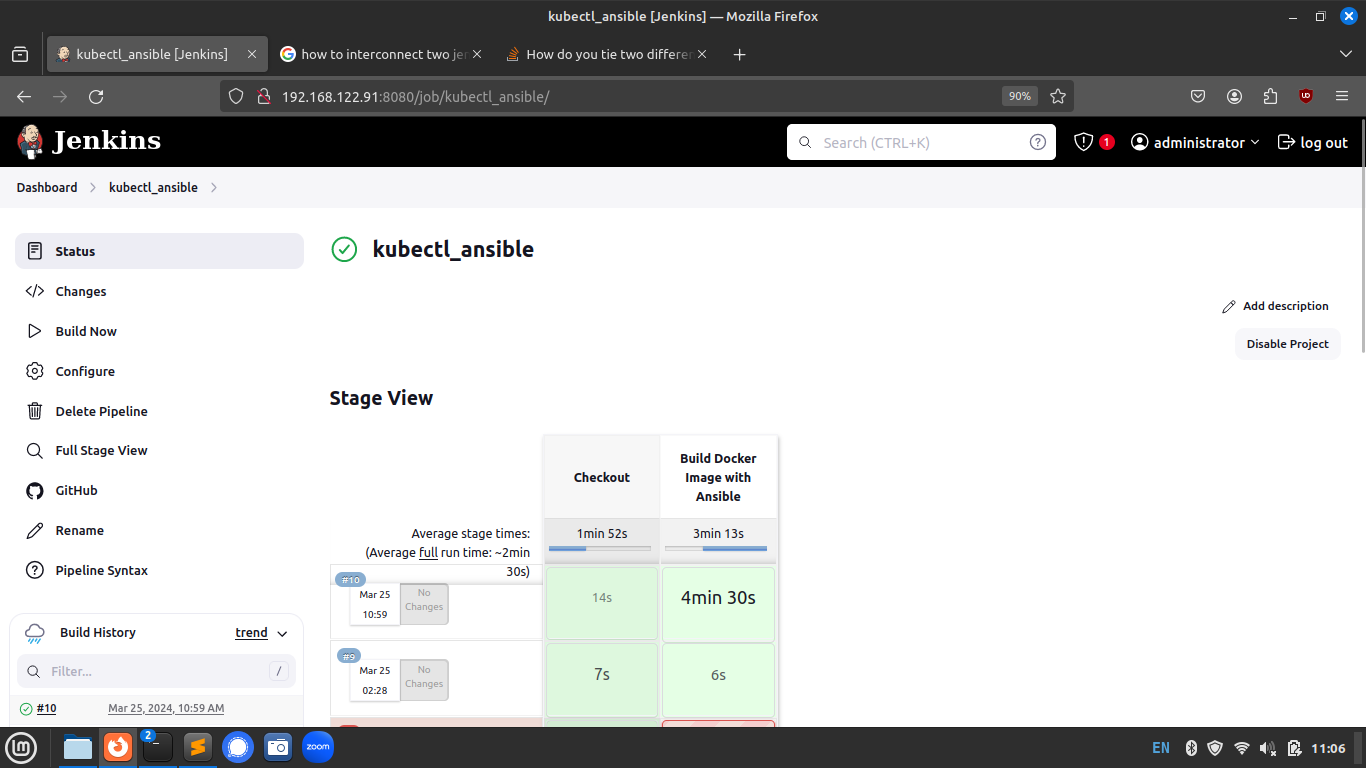 kubectl_ansible [Jenkins] — Mozilla Firefox
kubectl_ansible [Jenkins]
how to interconnect two je
How do you tie two differen
192.168.122.91:8080/job/kubectl_ansible/
90%
UD
Jenkins
Search (CTRL+K)
?
1
administrator
log out
Dashboard
kubectl_ansible
Status
Changes
Build Now
Configure
Delete Pipeline
Full Stage View
GitHub
Rename
Pipeline Syntax
Build History
trend
Filter...
/
#10
Mar 25, 2024, 10:59 AM
kubectl_ansible
Add description
Disable Project
Stage View
Checkout
Build Docker
Image with
Ansible
Average stage times:
(Average full run time: ~2min
30s)
1min 52s
3min 13s
#10
Mar 25
10:59
No
Changes
14s
4min 30s
#9
Mar 25
02:28
No
Changes
7s
6s
2
zoom
EN
11:06